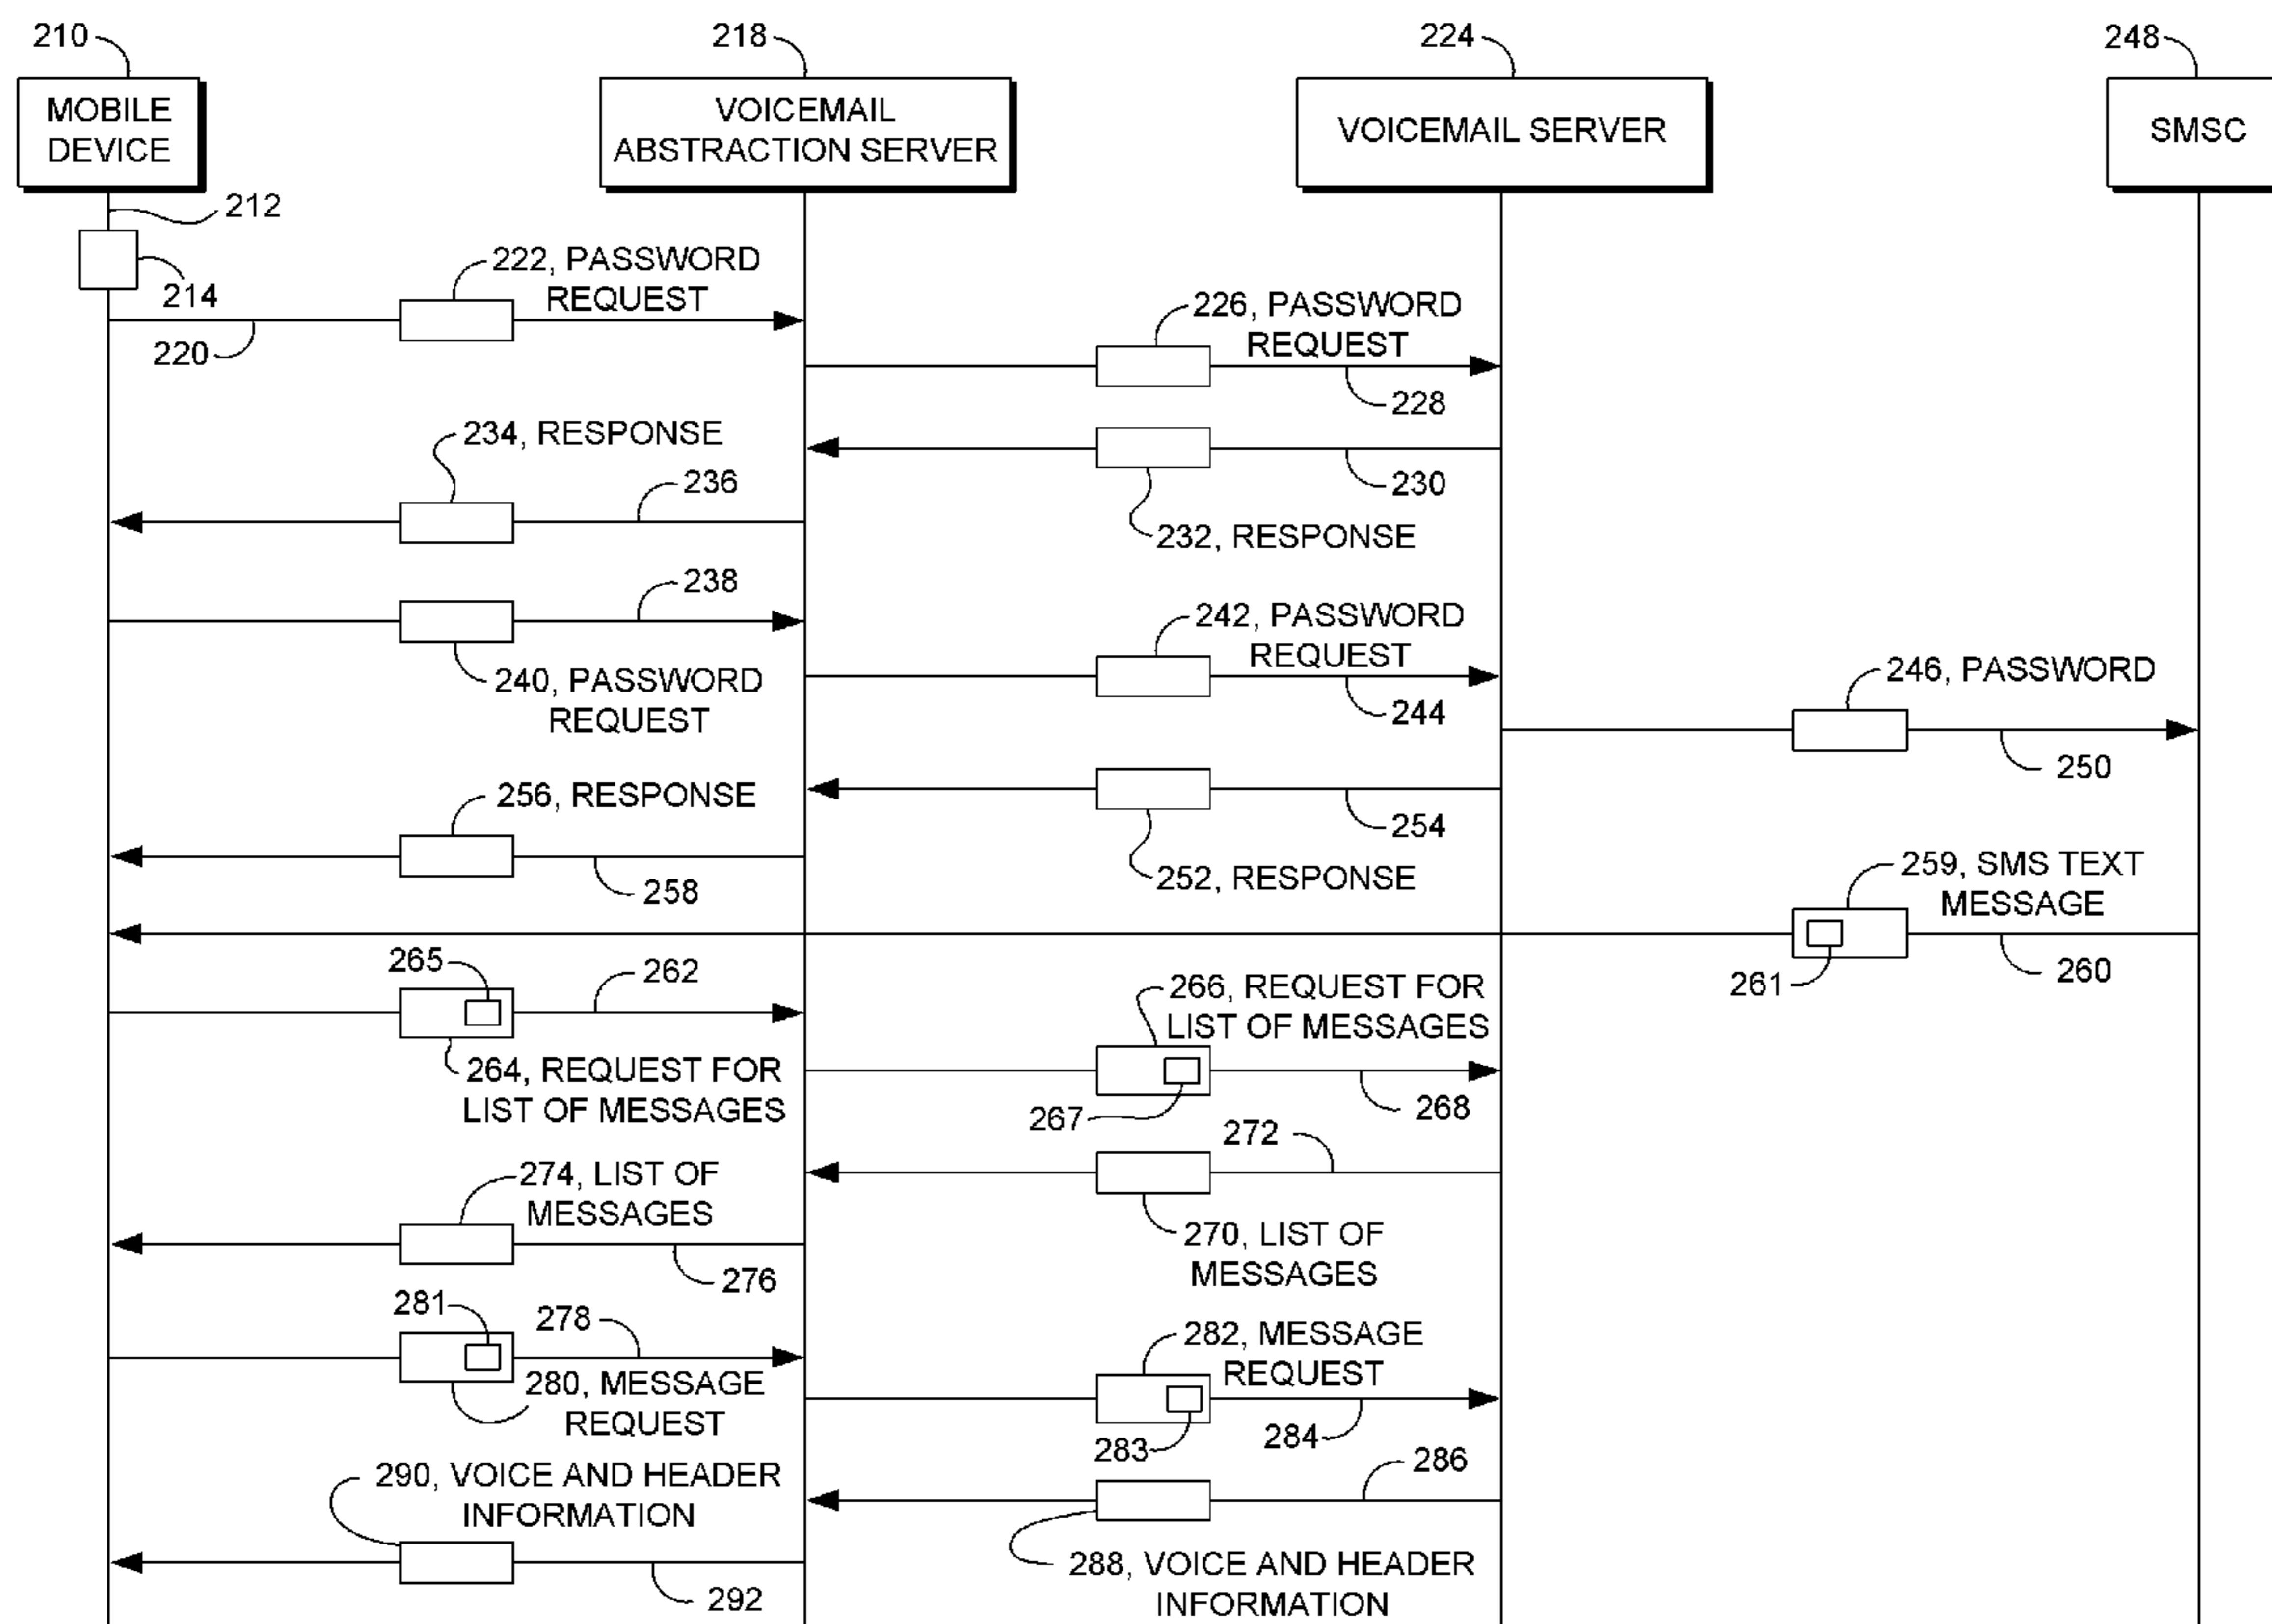 210
218
224
248
MOBILE
DEVICE
VOICEMAIL
ABSTRACTION SERVER
VOICEMAIL SERVER
SMSC
212
214
222, PASSWORD
REQUEST
220
226, PASSWORD
REQUEST
228
234, RESPONSE
236
230
232, RESPONSE
238
240, PASSWORD
REQUEST
242, PASSWORD
REQUEST
244
246, PASSWORD
250
256, RESPONSE
258
254
252, RESPONSE
259, SMS TEXT
MESSAGE
261
260
265
262
264, REQUEST FOR
LIST OF MESSAGES
266, REQUEST FOR
LIST OF MESSAGES
267
268
272
274, LIST OF
MESSAGES
276
270, LIST OF
MESSAGES
281
278
280, MESSAGE
REQUEST
282, MESSAGE
REQUEST
283
284
286
290, VOICE AND HEADER
INFORMATION
292
288, VOICE AND HEADER
INFORMATION